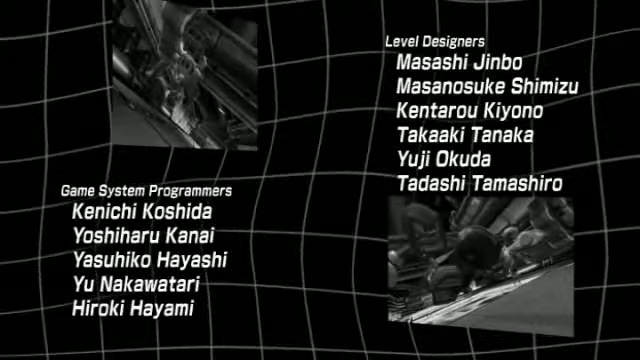 Level Designers
Masashi Jinbo
Masanosuke Shimizu
Kentarou Kiyono
Takaaki Tanaka
Yuji Okuda
Tadashi Tamashiro
Game System Programmers
Kenichi Koshida
Yoshiharu Kanai
Yasuhiko Hayashi
Yu Nakawatari
Hiroki Hayami